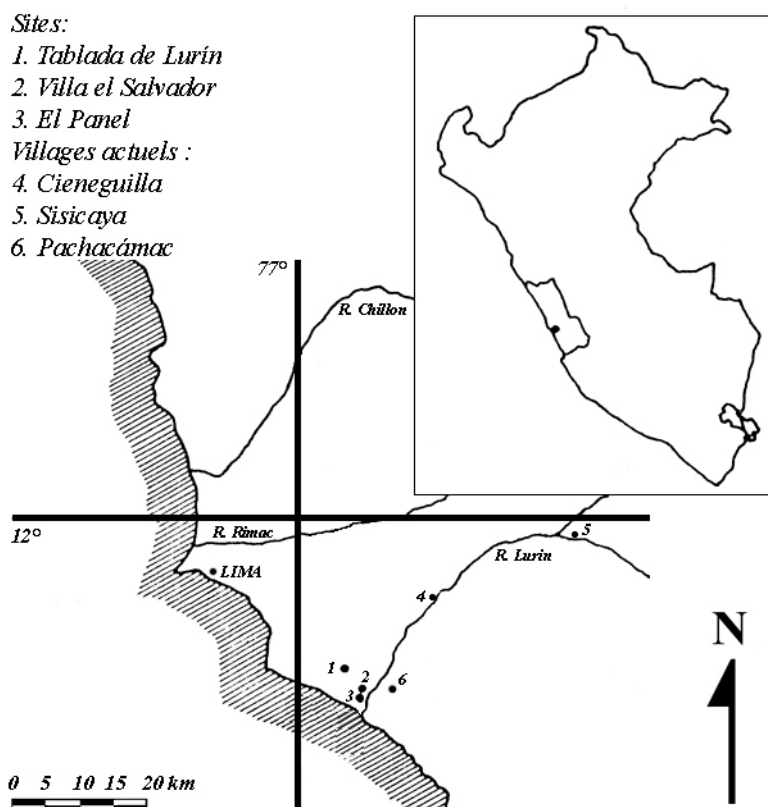 Sites:
1. Tablada de Lurín
2. Villa el Salvador
3. El Panel
Villages actuels :
4. Cieneguilla
5. Sisicaya
6. Pachacámac
77°
R. Chillon
12°
R. Rimac
5
R. Lurin
LIMA
4
1
2
6
3
N
0 5 10 15 20 km